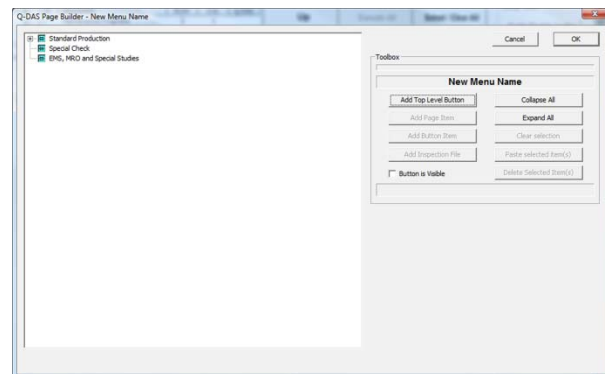 Q-DAS Page Builder - New Menu Name
Standard Production
Special Check
EMS, MRO and Special Studies
Cancel
OK
Toolbox
New Menu Name
Add Top Level Button
Collapse All
Add Page Item
Expand All
Add Button Item
Clear selection
Add Inspection File
Paste selected item(s)
Button is Visible
Delete Selected Item(s)